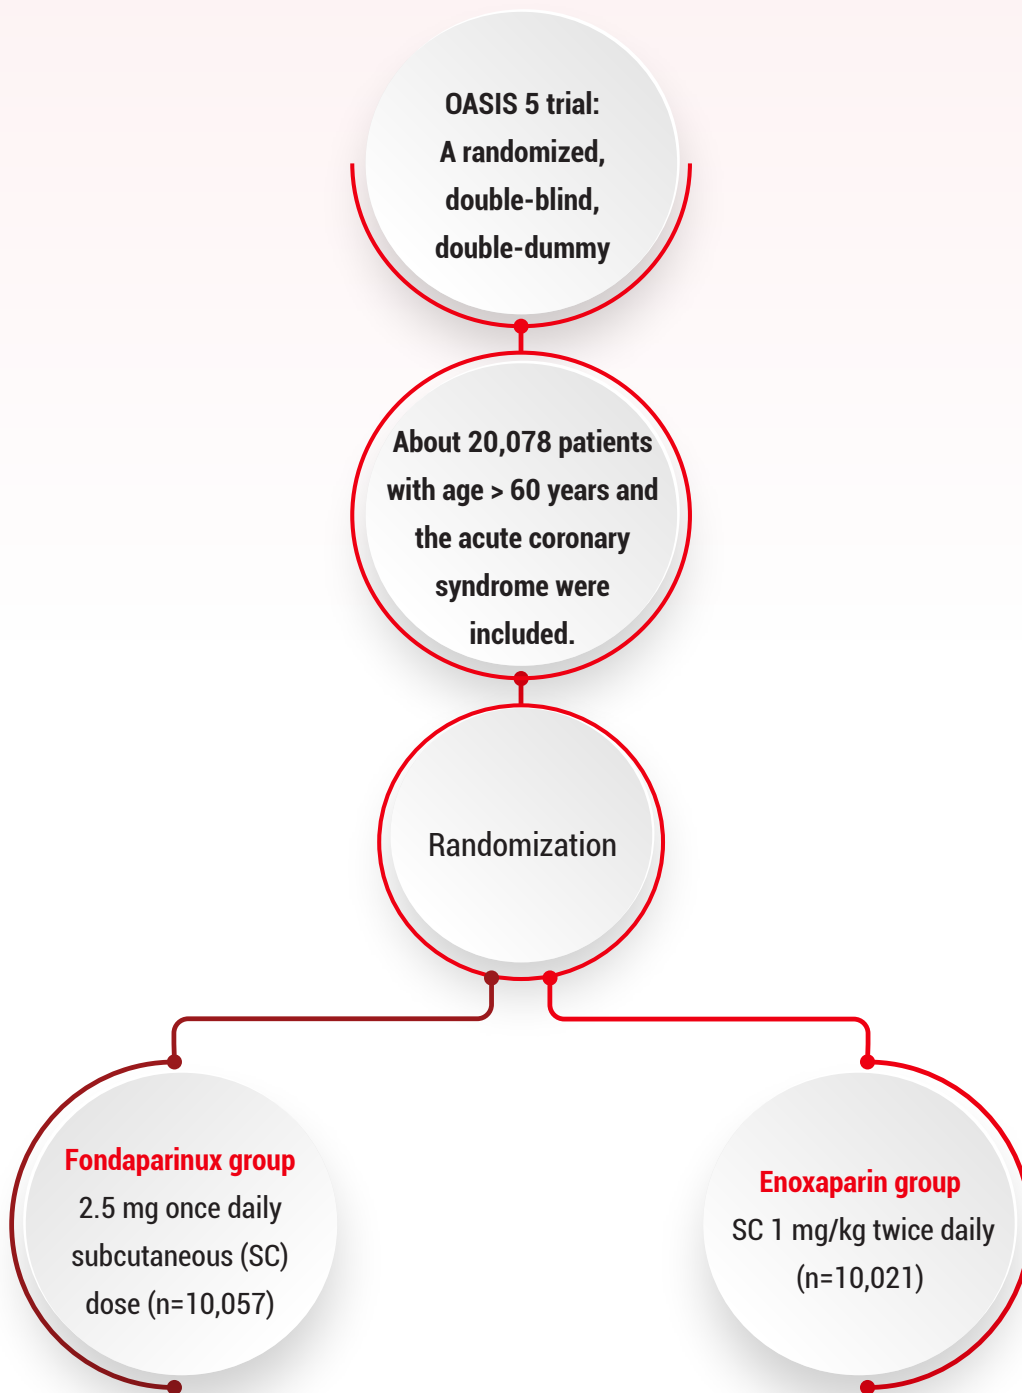 OASIS 5 trial:
A randomized,
double-blind,
double-dummy
About 20,078 patients
with age > 60 years and
the acute coronary
syndrome were
included.
Randomization
Fondaparinux group
2.5 mg once daily
subcutaneous (SC)
dose (n=10,057)
Enoxaparin group
SC 1 mg/kg twice daily
(n=10,021)